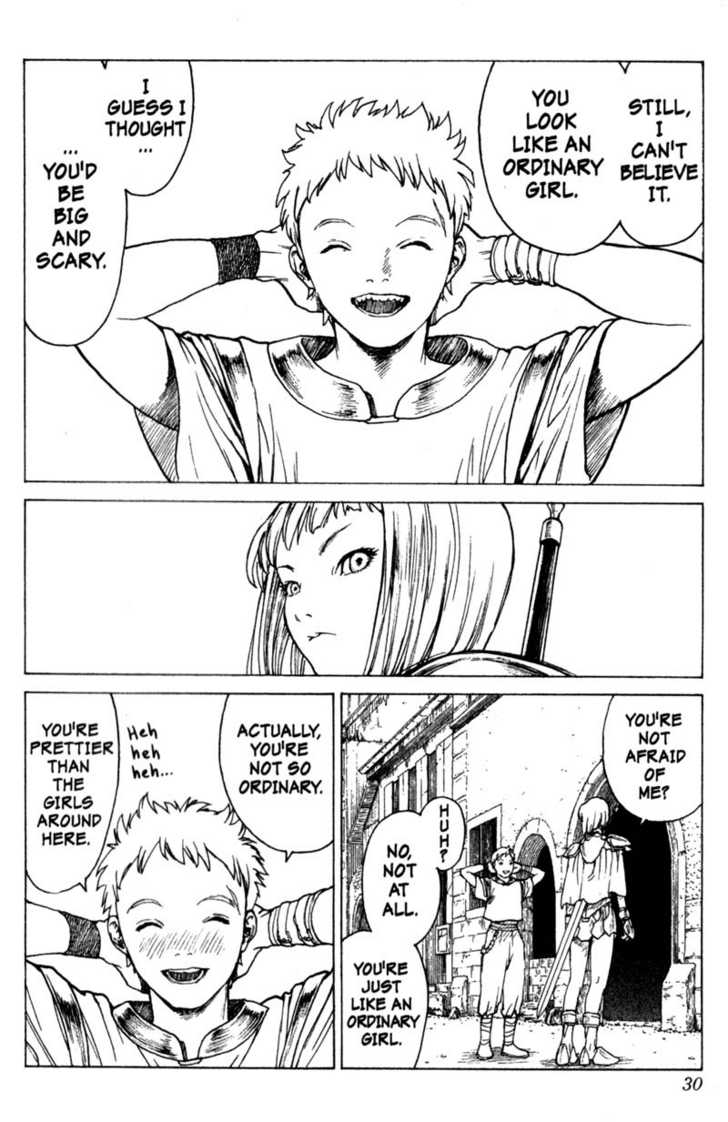 STILL,
I
CAN'T
BELIEVE
IT.
YOU
LOOK
LIKE AN
ORDINARY
GIRL.
I
GUESS I
THOUGHT
...
...
YOU'D
BE
BIG
AND
SCARY.
YOU'RE
NOT
AFRAID
OF
ME?
HUH?
NO,
NOT
AT
ALL.
YOU'RE
JUST
LIKE AN
ORDINARY
GIRL.
ACTUALLY,
YOU'RE
NOT SO
ORDINARY.
Heh
heh
heh...
YOU'RE
PRETTIER
THAN
THE
GIRLS
AROUND
HERE.
30